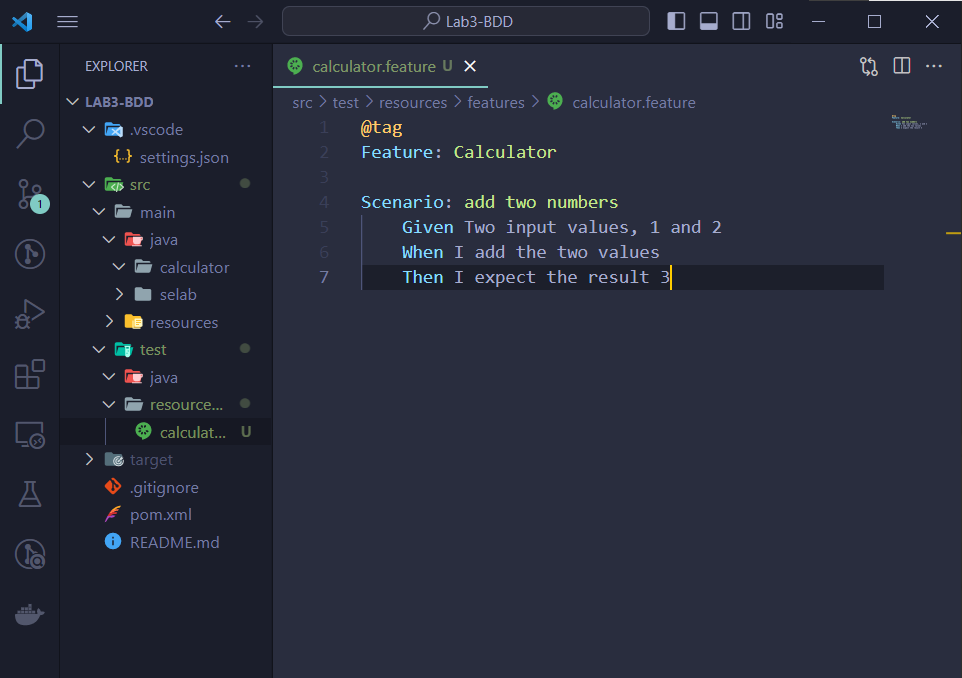 Lab3-BDD
EXPLORER
LAB3-BDD
.vscode
{..} settings.json
src
main
java
calculator
selab
resources
test
java
resource...
calculat... U
target
.gitignore
pom.xml
README.md
1
calculator.feature U
src > test > resources > features > calculator.feature
1 @tag
2 Feature: Calculator
3
4 Scenario: add two numbers
5 Given Two input values, 1 and 2
6 When I add the two values
7 Then I expect the result 3